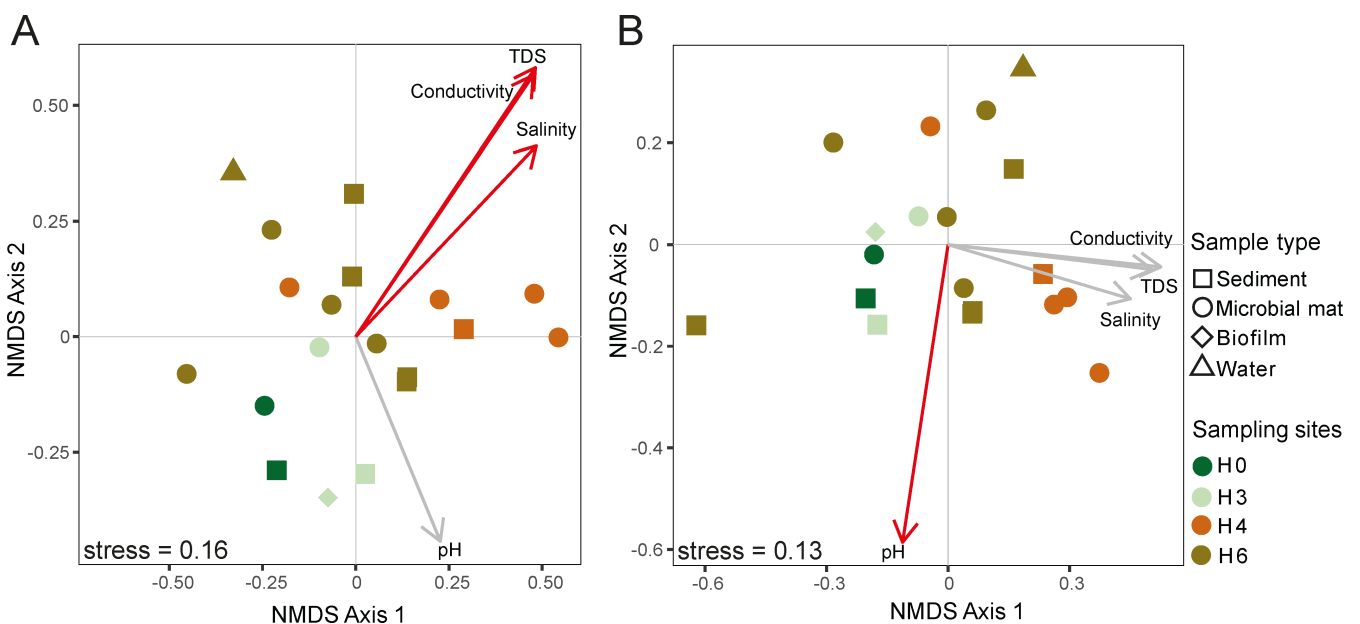 A
TDS
Conductivity
Salinity
0.50
0.25
0
-0.25
NMDS Axis 2
pH
stress = 0.16
-0.50
-0.25
0
0.25
0.50
NMDS Axis 1
B
0.2
0
-0.2
-0.4
-0.6
NMDS Axis 2
Conductivity
TDS
Salinity
pH
stress = 0.13
-0.6
-0.3
0
0.3
NMDS Axis 1
Sample type
Sediment
Microbial mat
Biofilm
Water
Sampling sites
H0
H3
H4
H6